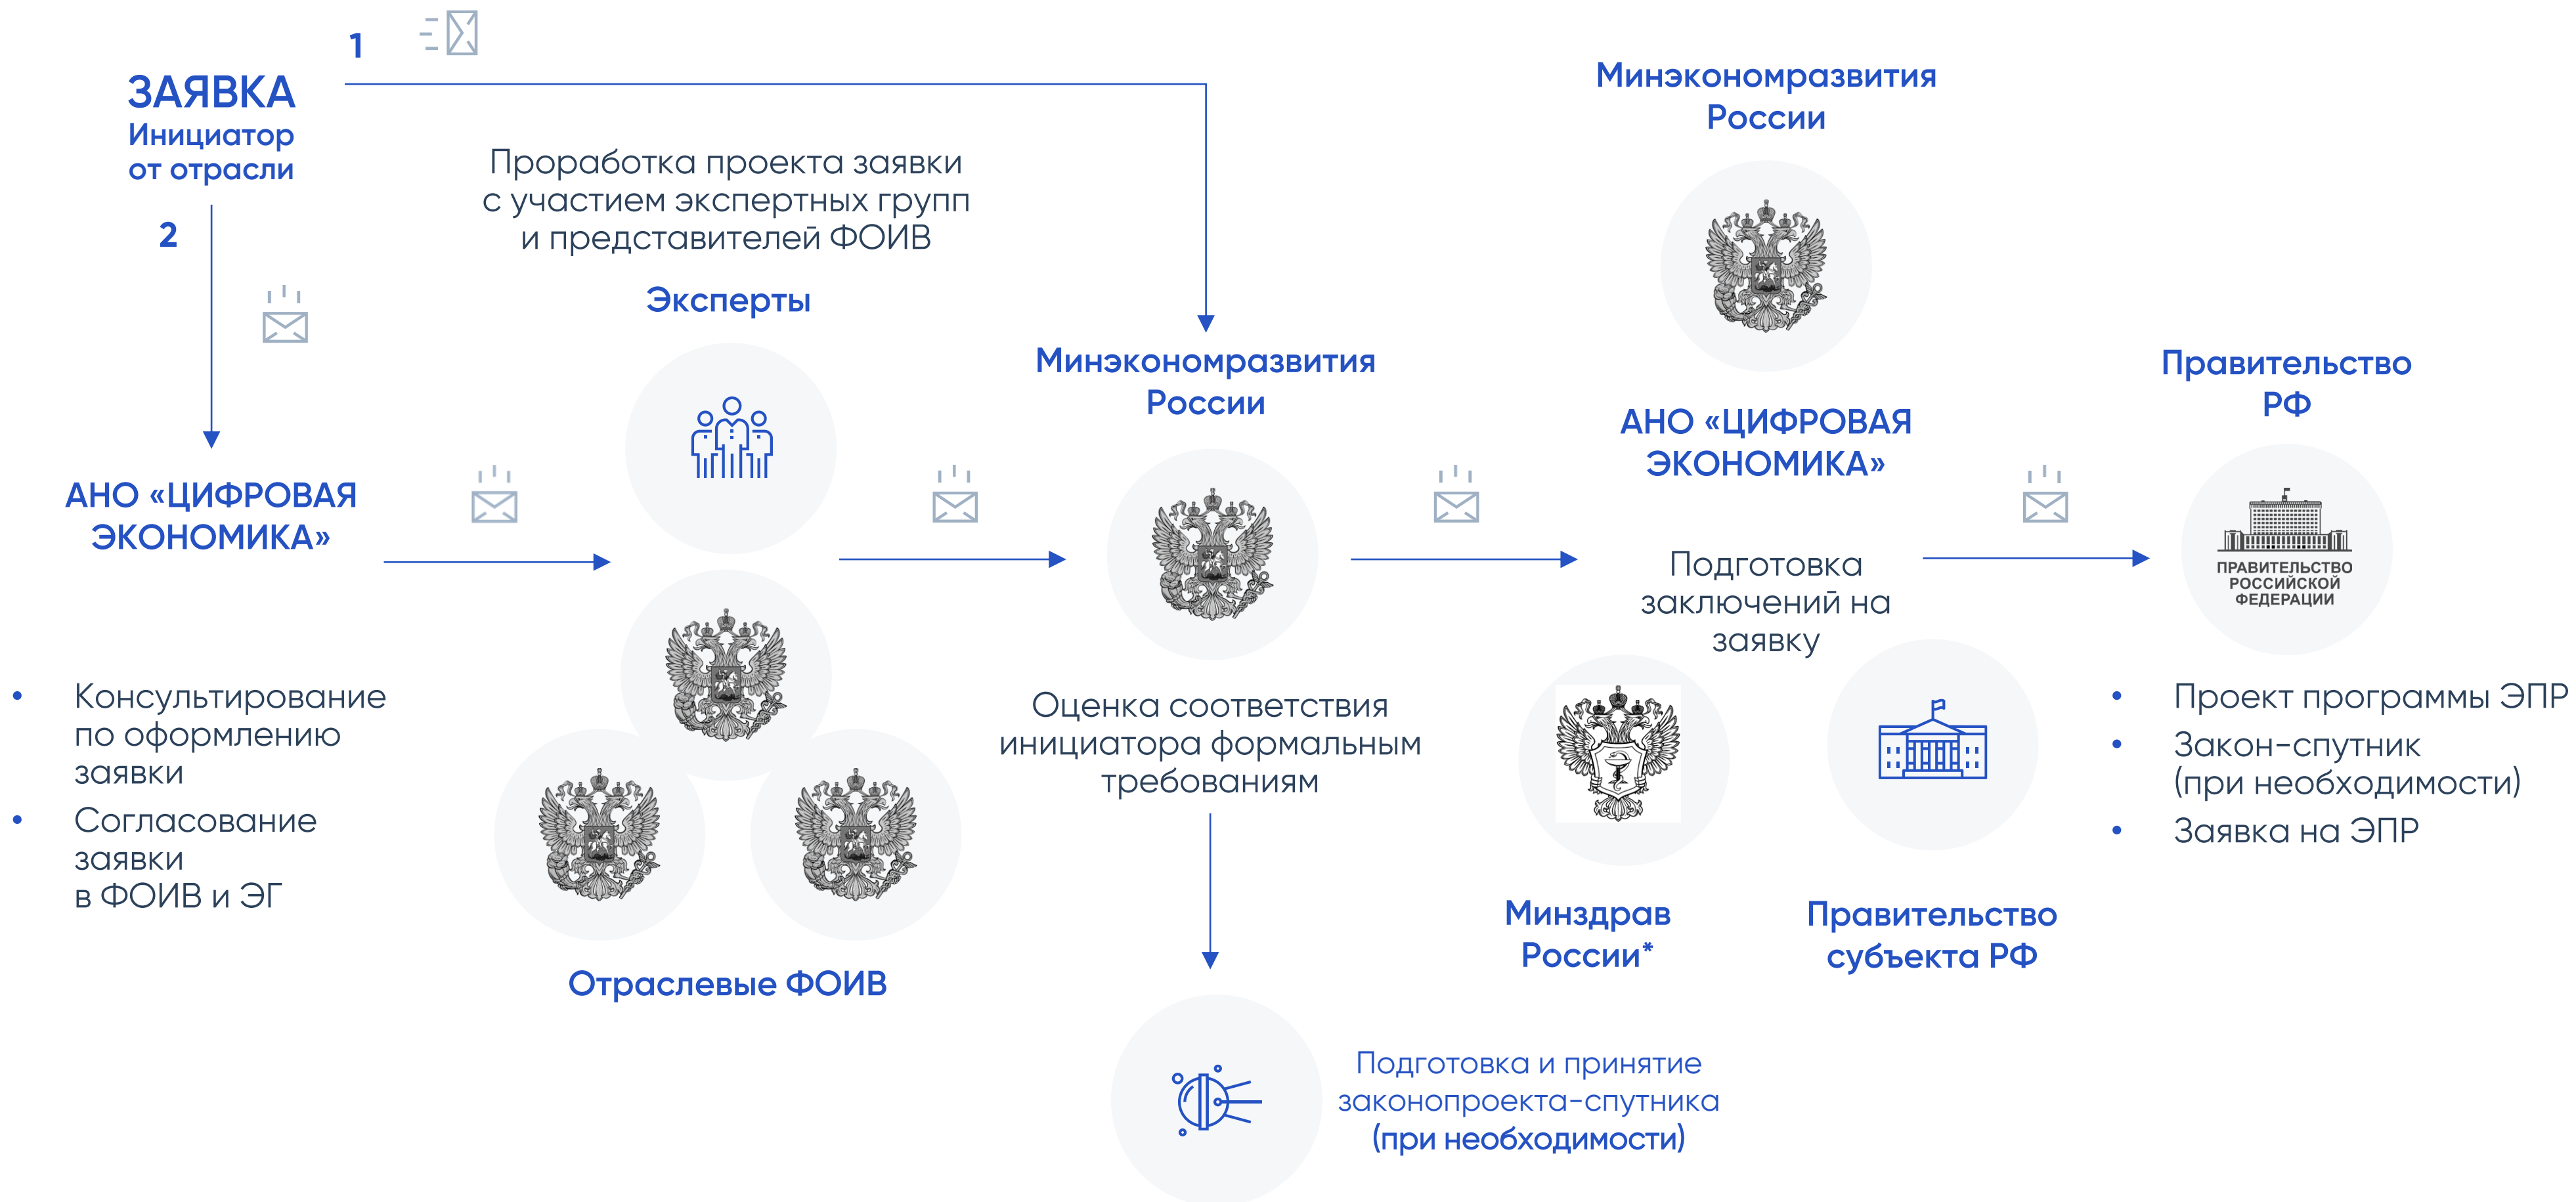 1
ЗАЯВКА
Инициатор
от отрасли
2
АНО «ЦИФРОВАЯ
ЭКОНОМИКА»
• Консультирование
по оформлению
заявки
• Согласование
заявки
в ФОИВ и ЭГ
Проработка проекта заявки
с участием экспертных групп
и представителей ФОИВ
Эксперты
Отраслевые ФОИВ
Минэкономразвития
России
Оценка соответствия
инициатора формальным
требованиям
Подготовка и принятие
законопроекта-спутника
(при необходимости)
Минэкономразвития
России
АНО «ЦИФРОВАЯ
ЭКОНОМИКА»
Подготовка
заключений на
заявку
Минздрав
России*
Правительство
субъекта РФ
Правительство
РФ
ПРАВИТЕЛЬСТВО
РОССИЙСКОЙ
ФЕДЕРАЦИИ
• Проект программы ЭПР
• Закон-спутник
(при необходимости)
• Заявка на ЭПР